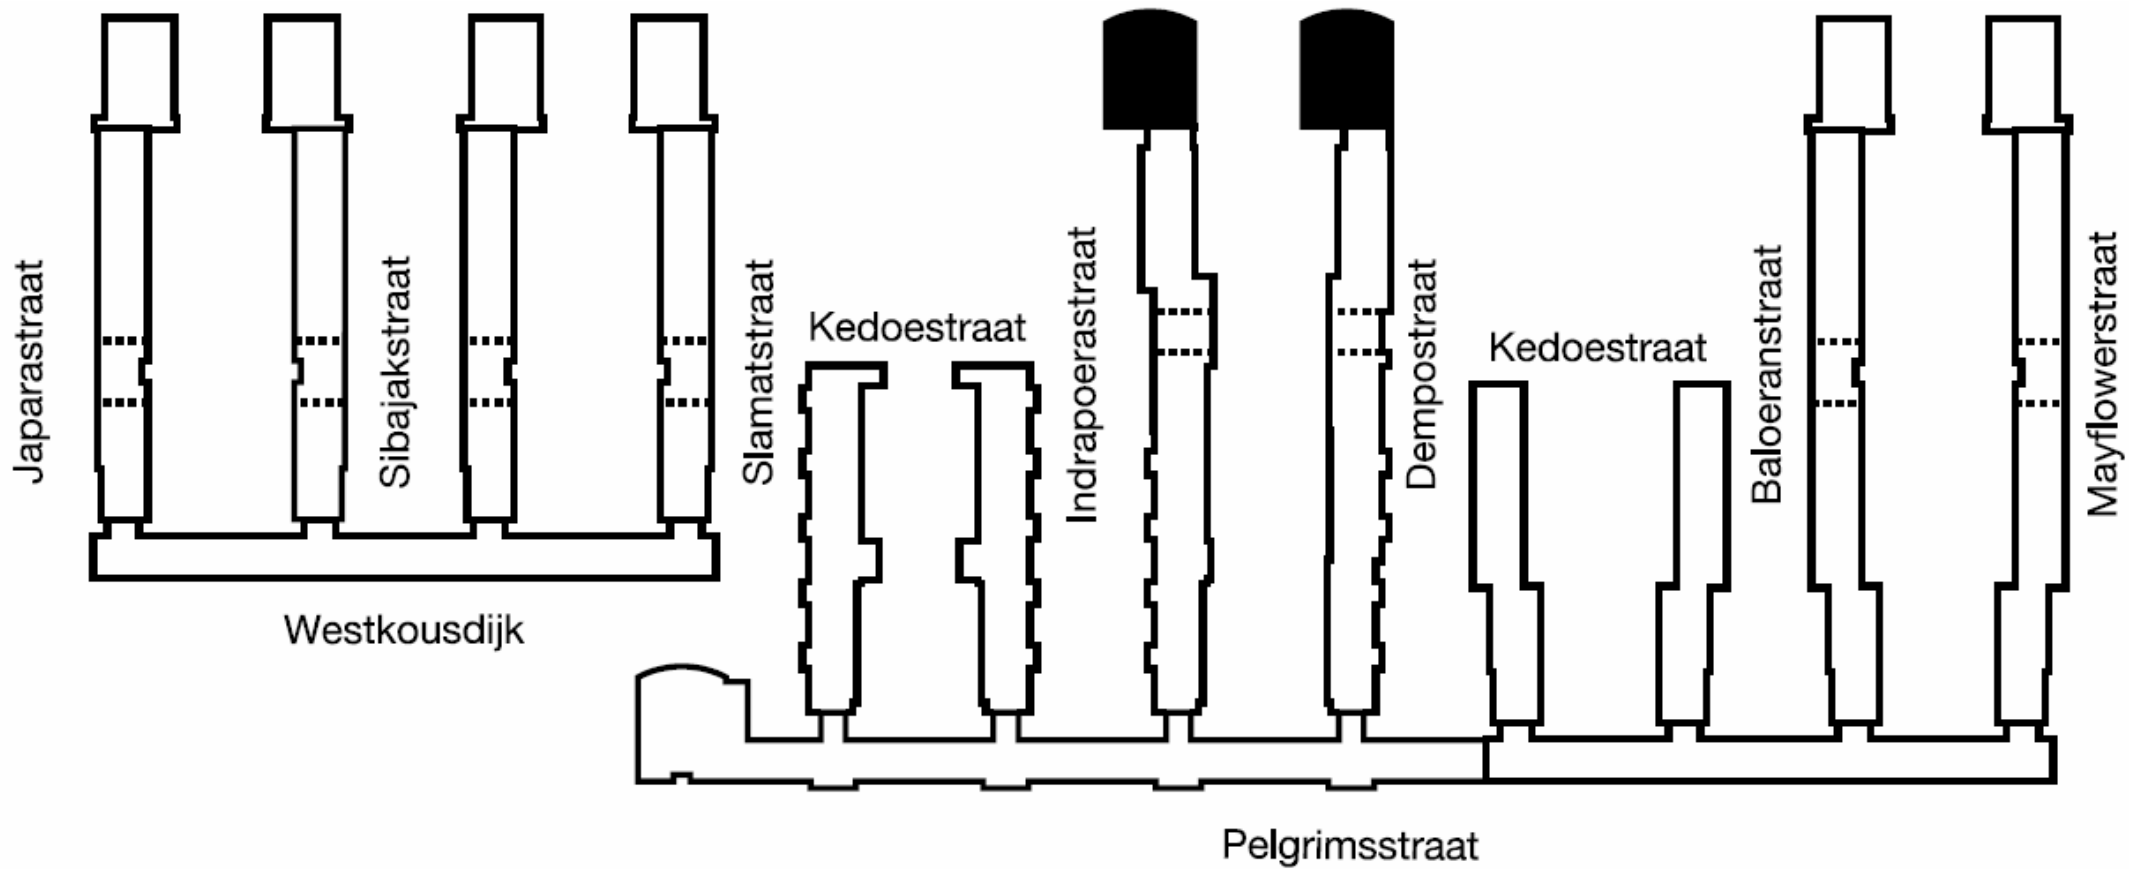 Japarastraat
Sibajakstraat
Slamatstraat
Kedoestraat
Indrapoerastraat
Dempostraat
Kedoestraat
Baloeranstraat
Mayflowerstraat
Westkousdijk
Pelgrimsstraat